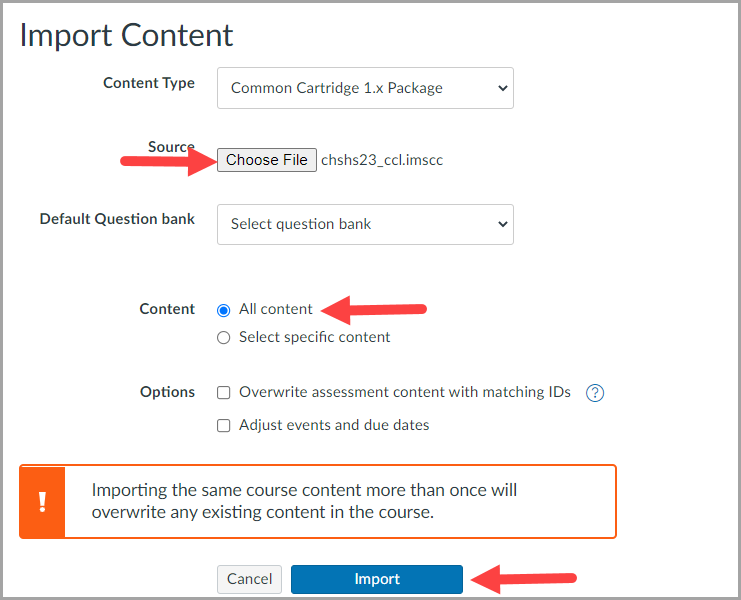 Import Content
Content Type
Common Cartridge 1.x Package
Source
Choose File chshs23_ccl.imscc
Default Question bank
Select question bank
Content
All content
Select specific content
Options
Overwrite assessment content with matching IDs ?
Adjust events and due dates
!
Importing the same course content more than once will
overwrite any existing content in the course.
Cancel
Import